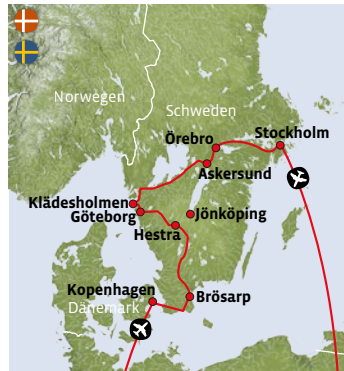 Norwegen
Schweden
Stockholm
Örebro
Askersund
Klädesholmen
Göteborg
Jönköping
Hestra
Kopenhagen
Brösarp
Dänemark